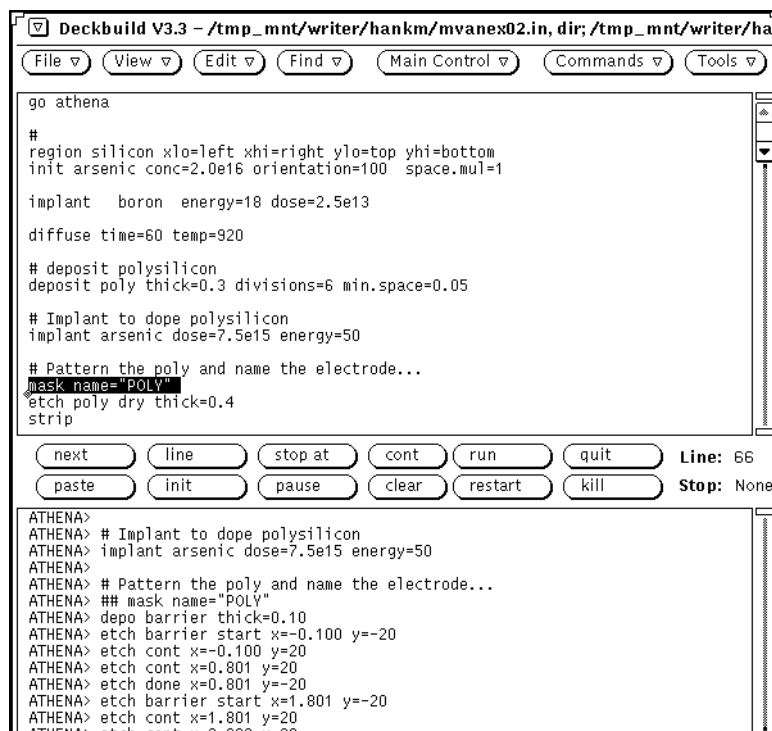 Deckbuild V3.3 – /tmp_mnt/writer/hankm/mvanex02.in, dir; /tmp_mnt/writer/ha
File View Edit Find Main Control Commands Tools
go athena
#
region silicon xlo=left xhi=right ylo=top yhi=bottom
init arsenic conc=2.0e16 orientation=100  space.mul=1
implant   boron  energy=18 dose=2.5e13
diffuse time=60 temp=920
# deposit polysilicon
deposit poly thick=0.3 divisions=6 min.space=0.05
# Implant to dope polysilicon
implant arsenic dose=7.5e15 energy=50
# Pattern the poly and name the electrode...
mask name="POLY"
etch poly dry thick=0.4
strip
next line stop at cont run quit Line: 66
paste init pause clear restart kill Stop: None
ATHENA>
ATHENA> # Implant to dope polysilicon
ATHENA> implant arsenic dose=7.5e15 energy=50
ATHENA>
ATHENA> # Pattern the poly and name the electrode...
ATHENA> ## mask name="POLY"
ATHENA> depo barrier thick=0.10
ATHENA> etch barrier start x=-0.100 y=-20
ATHENA> etch cont x=-0.100 y=20
ATHENA> etch cont x=0.801 y=20
ATHENA> etch done x=0.801 y=-20
ATHENA> etch barrier start x=1.801 y=-20
ATHENA> etch cont x=1.801 y=20